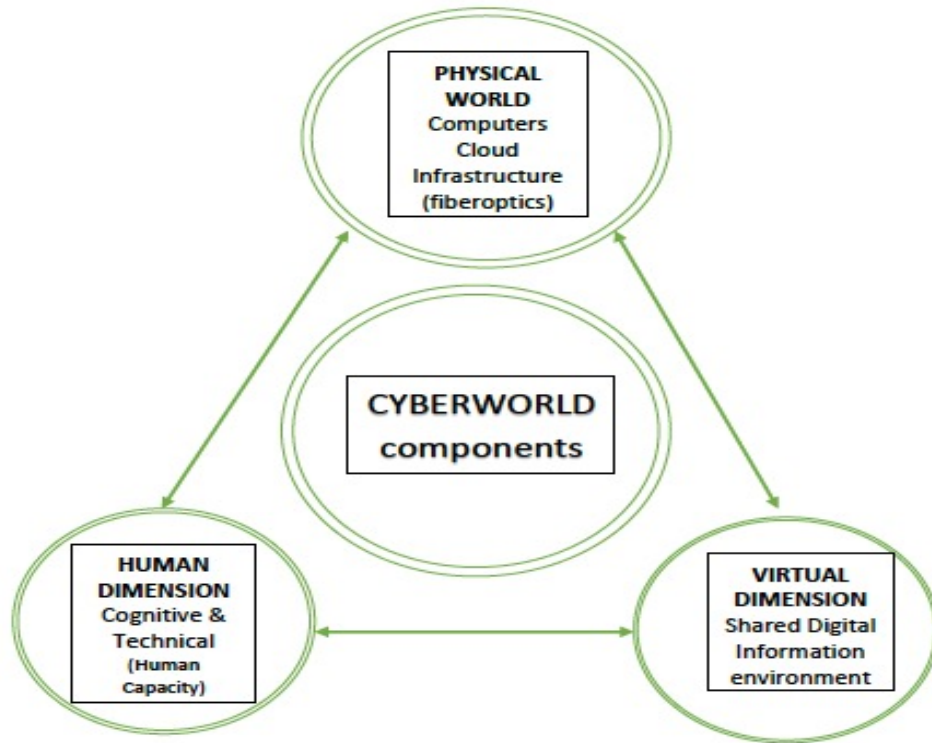 PHYSICAL
WORLD
Computers
Cloud
Infrastructure
(fiberoptics)
CYBERWORLD
components
HUMAN
DIMENSION
Cognitive &
Technical
(Human
Capacity)
VIRTUAL
DIMENSION
Shared Digital
Information
environment